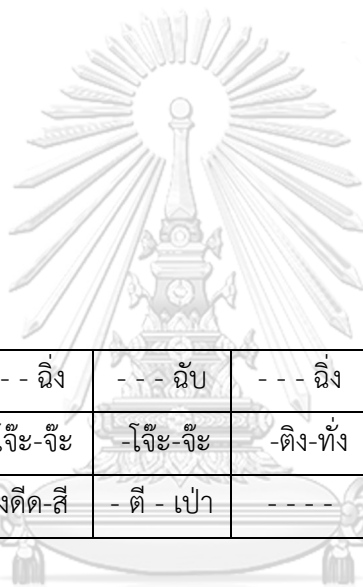 - - ฉิ่ง - - - ฉับ - - - ฉิ่ง
โจ๊ะ-จ๊ะ -โจ๊ะ-จ๊ะ -ติง-ทั่ง
ดีด-สี - ตี - เป่า - - - -